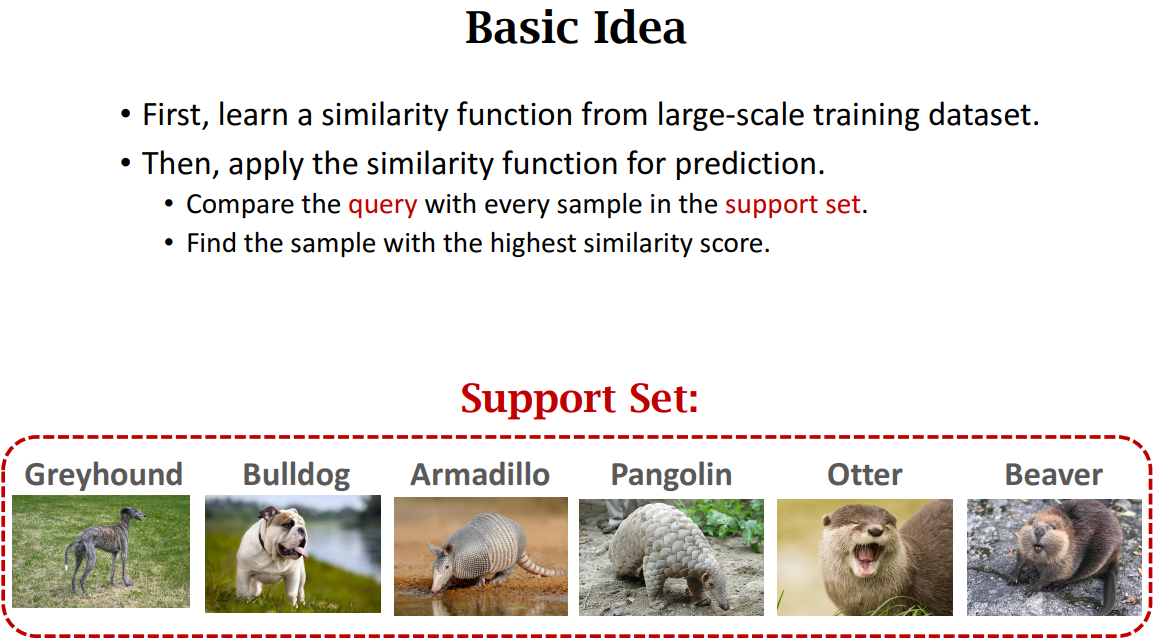 Basic Idea
• First, learn a similarity function from large-scale training dataset.
• Then, apply the similarity function for prediction.
• Compare the query with every sample in the support set.
• Find the sample with the highest similarity score.
Support Set:
Greyhound Bulldog Armadillo Pangolin Otter Beaver